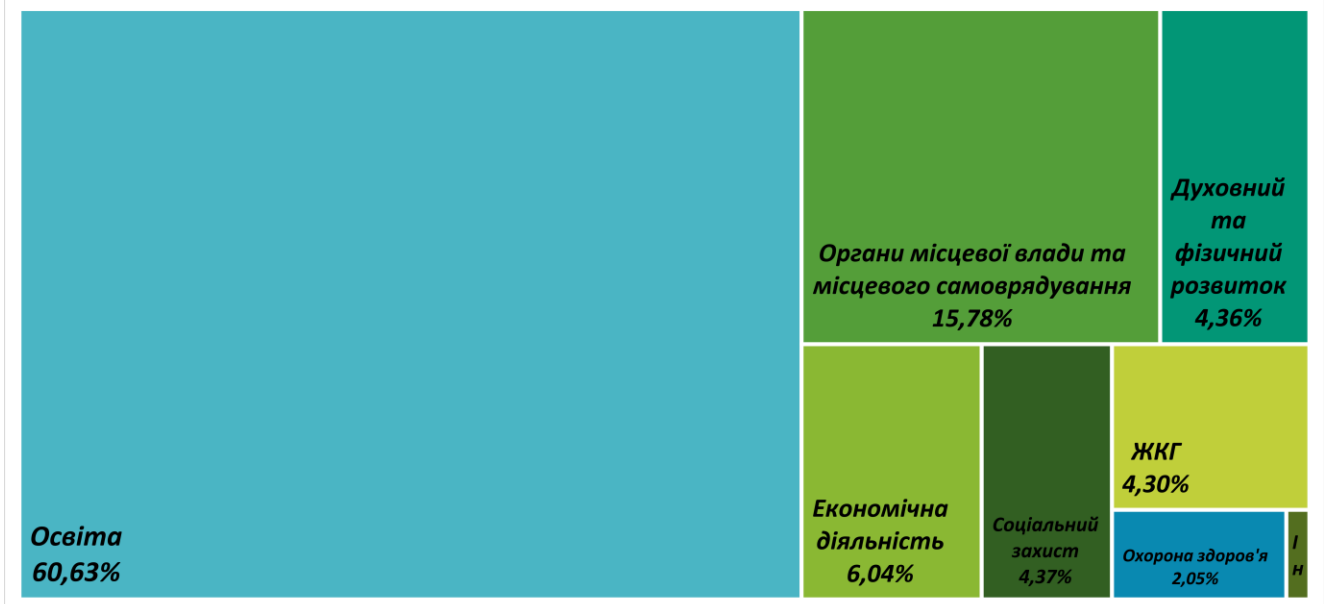 Освіта
60,63%
Органи місцевої влади та
місцевого самоврядування
15,78%
Духовний
та
фізичний
розвиток
4,36%
Економічна
діяльність
6,04%
Соціальний
захист
4,37%
ЖКГ
4,30%
Охорона здоров'я
2,05%
І
н